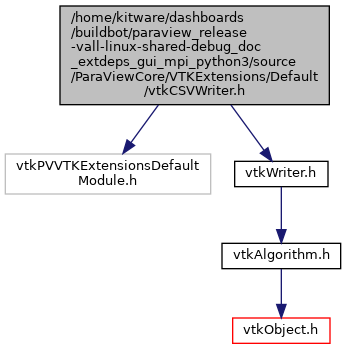 /home/kitware/dashboards
/buildbot/paraview_release
-vall-linux-shared-debug_doc
_extdeps_gui_mpi_python3/source
/ParaViewCore/VTKExtensions/Default
/vtkCSVWriter.h
vtkPVVTKExtensionsDefault
Module.h
vtkWriter.h
vtkAlgorithm.h
vtkObject.h